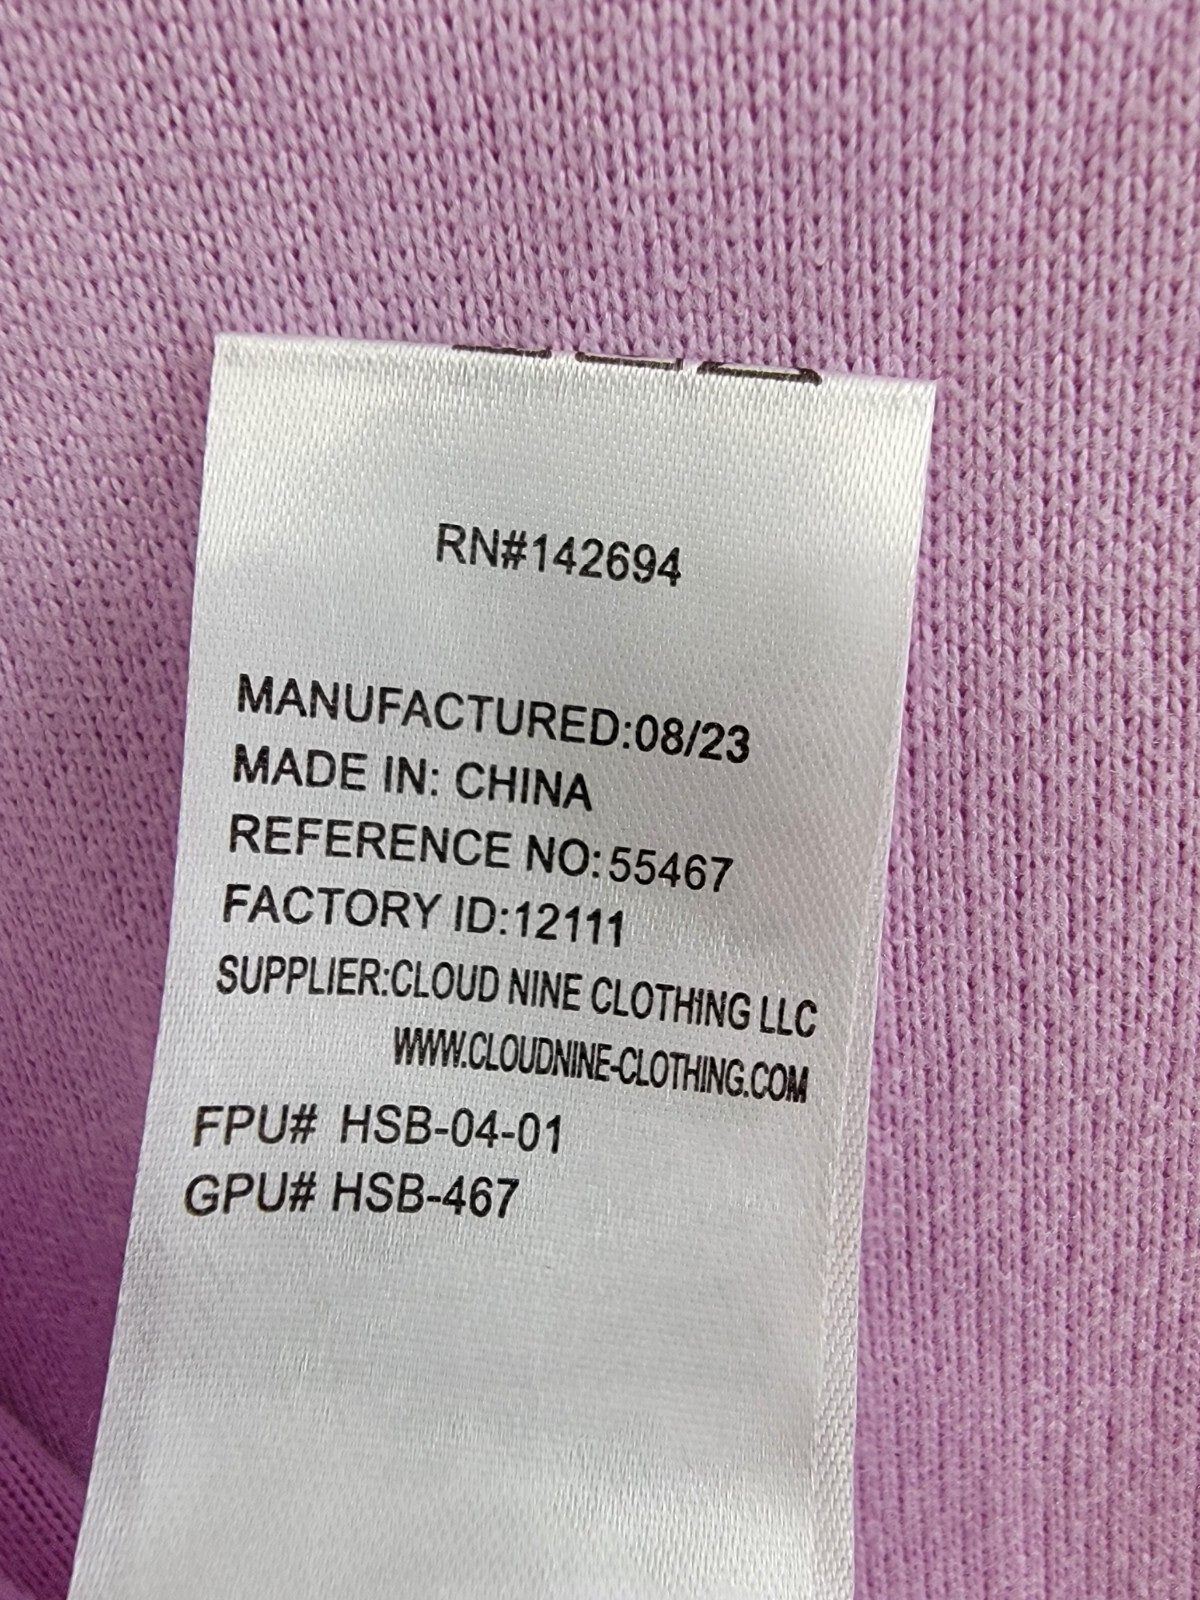 RN#142694
MANUFACTURED:08/23
MADE IN: CHINA
REFERENCE NO:55467
FACTORY ID:12111
SUPPLIER:CLOUD NINE CLOTHING LLC
WWW.CLOUDNINE-CLOTHING.COM
FPU# HSB-04-01
GPU# HSB-467